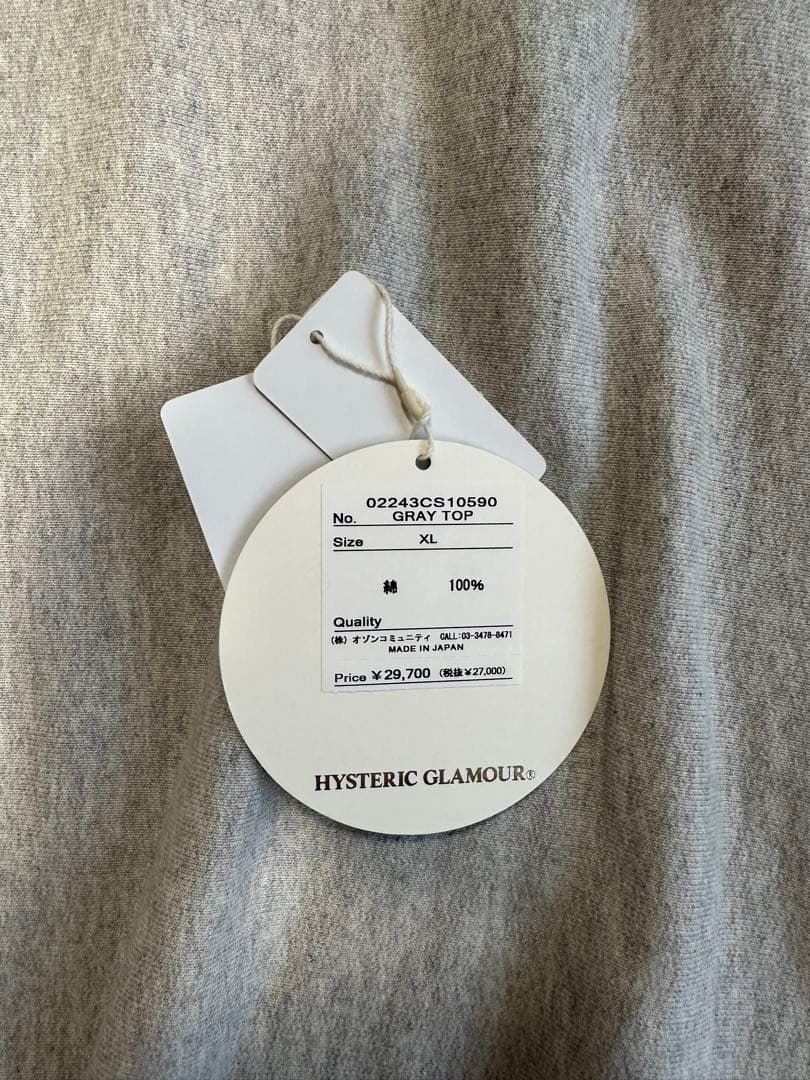 02243CS10590
No. GRAY TOP
Size XL
綿 100%
Quality
(株) オゾンコミュニティ CALL:03-3478-8471
MADE IN JAPAN
Price ¥29,700 (税抜¥27,000)
HYSTERIC GLAMOUR®